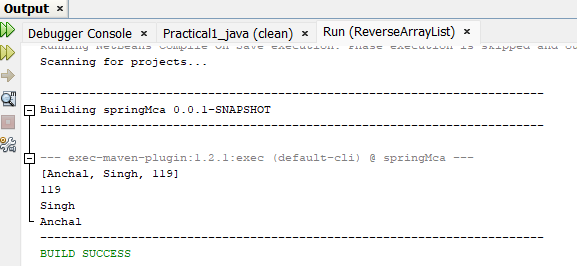 Output ×
Debugger Console × Practical1_java (clean) × Run (ReverseArrayList) ×
Running NetBeans Compile On Save execution. Phase execution is skipped and
Scanning for projects...
------------------------------------------------------------------------
Building springMca 0.0.1-SNAPSHOT
------------------------------------------------------------------------
--- exec-maven-plugin:1.2.1:exec (default-cli) @ springMca ---
[Anchal, Singh, 119]
119
Singh
Anchal
------------------------------------------------------------------------
BUILD SUCCESS